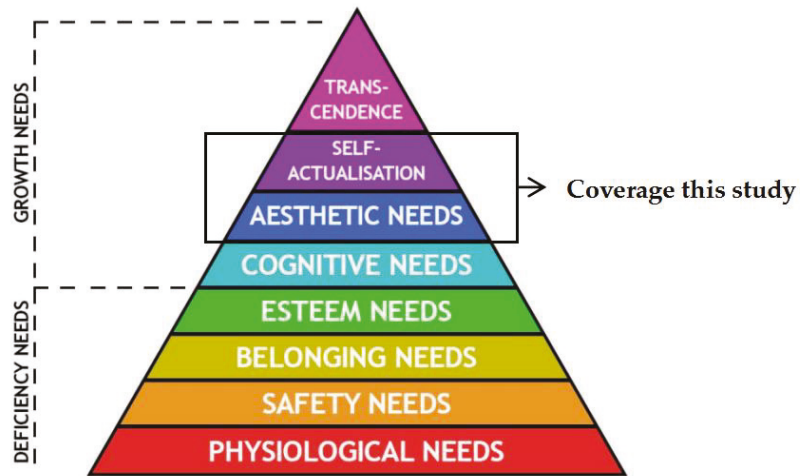 GROWTH NEEDS
DEFICIENCY NEEDS
TRANS-
CENDENCE
SELF-
ACTUALISATION
AESTHETIC NEEDS
COGNITIVE NEEDS
ESTEEM NEEDS
BELONGING NEEDS
SAFETY NEEDS
PHYSIOLOGICAL NEEDS
Coverage this study